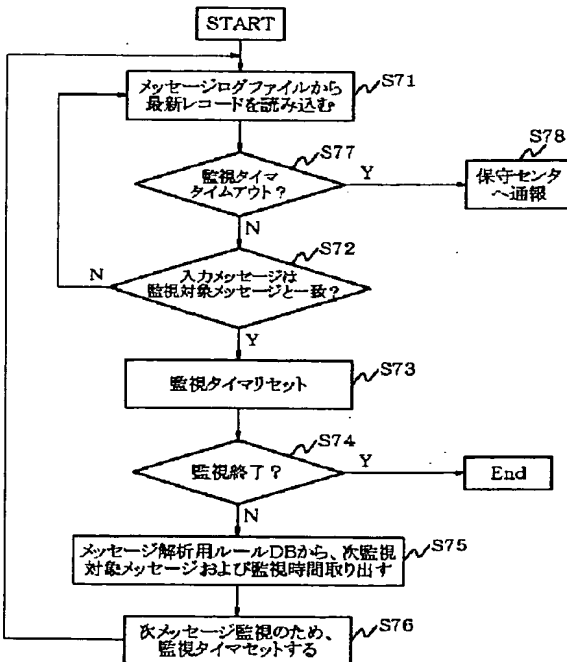 START
メッセージログファイルから
最新レコードを読み込む
S71
S77
監視タイマ
タイムアウト?
Y
S78
保守センタ
へ通報
N
S72
入力メッセージは
監視対象メッセージと一致?
N
Y
監視タイマリセット
S73
S74
監視終了?
Y
End
N
メッセージ解析用ルールDBから、次監視
対象メッセージおよび監視時間取り出す
S75
次メッセージ監視のため、
監視タイマセットする
S76